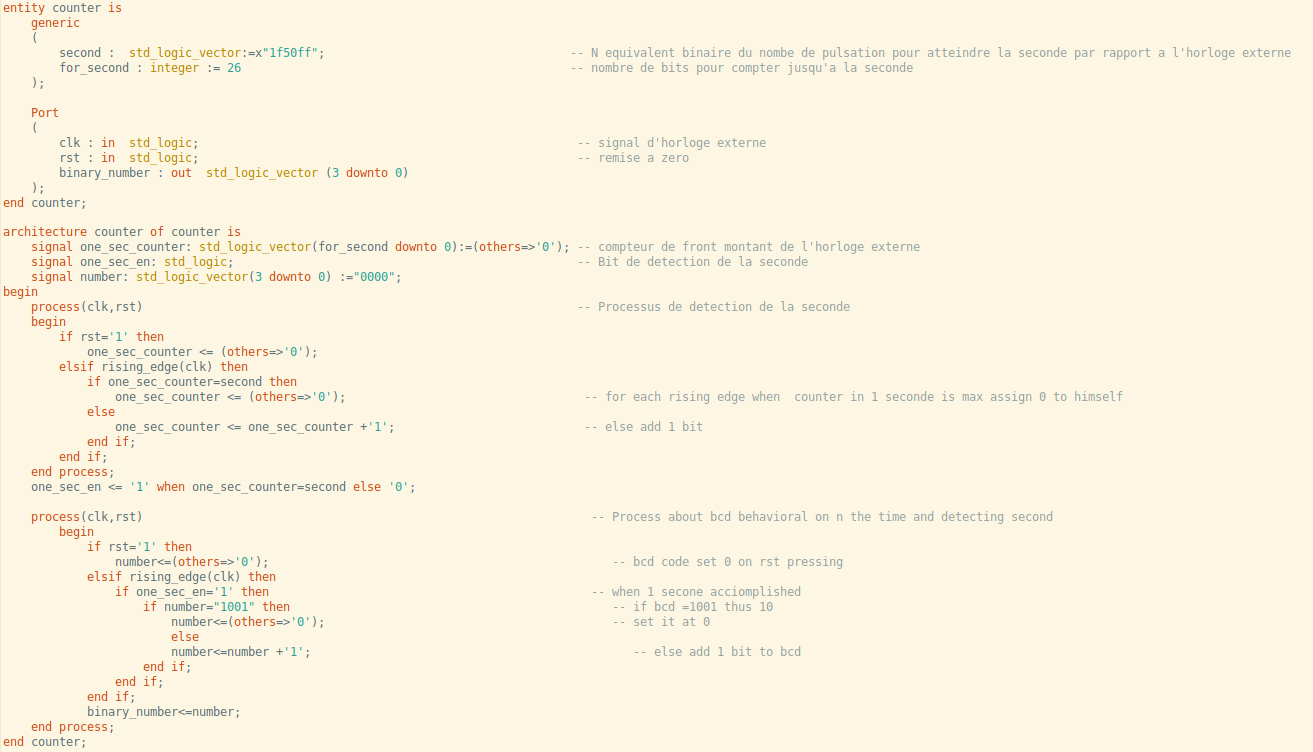 entity counter is
    generic
    (
        second :  std_logic_vector:=x"1f50ff";                                   -- N equivalent binaire du nombe de pulsation pour atteindre la seconde par rapport a l'horloge externe
        for_second : integer := 26                                               -- nombre de bits pour compter jusqu'a la seconde
    );

    Port
    (
        clk : in  std_logic;                                                      -- signal d'horloge externe
        rst : in  std_logic;                                                      -- remise a zero
        binary_number : out  std_logic_vector (3 downto 0)
    );
end counter;

architecture counter of counter is
    signal one_sec_counter: std_logic_vector(for_second downto 0):=(others=>'0'); -- compteur de front montant de l'horloge externe
    signal one_sec_en: std_logic;                                                 -- Bit de detection de la seconde
    signal number: std_logic_vector(3 downto 0) :="0000";
begin
    process(clk,rst)                                                              -- Processus de detection de la seconde
    begin
        if rst='1' then
            one_sec_counter <= (others=>'0');
        elsif rising_edge(clk) then
            if one_sec_counter=second then
                one_sec_counter <= (others=>'0');                                  -- for each rising edge when  counter in 1 seconde is max assign 0 to himself
            else
                one_sec_counter <= one_sec_counter +'1';                           -- else add 1 bit
            end if;
        end if;
    end process;
    one_sec_en <= '1' when one_sec_counter=second else '0';

    process(clk,rst)                                                                -- Process about bcd behavioral on n the time and detecting second
        begin
            if rst='1' then
                number<=(others=>'0');                                                 -- bcd code set 0 on rst pressing
            elsif rising_edge(clk) then
                if one_sec_en='1' then                                              -- when 1 secone acciomplished
                    if number="1001" then                                              -- if bcd =1001 thus 10
                        number<=(others=>'0');                                         -- set it at 0
                        else
                        number<=number +'1';                                              -- else add 1 bit to bcd
                    end if;
                end if;
            end if;
            binary_number<=number;
    end process;
end counter;